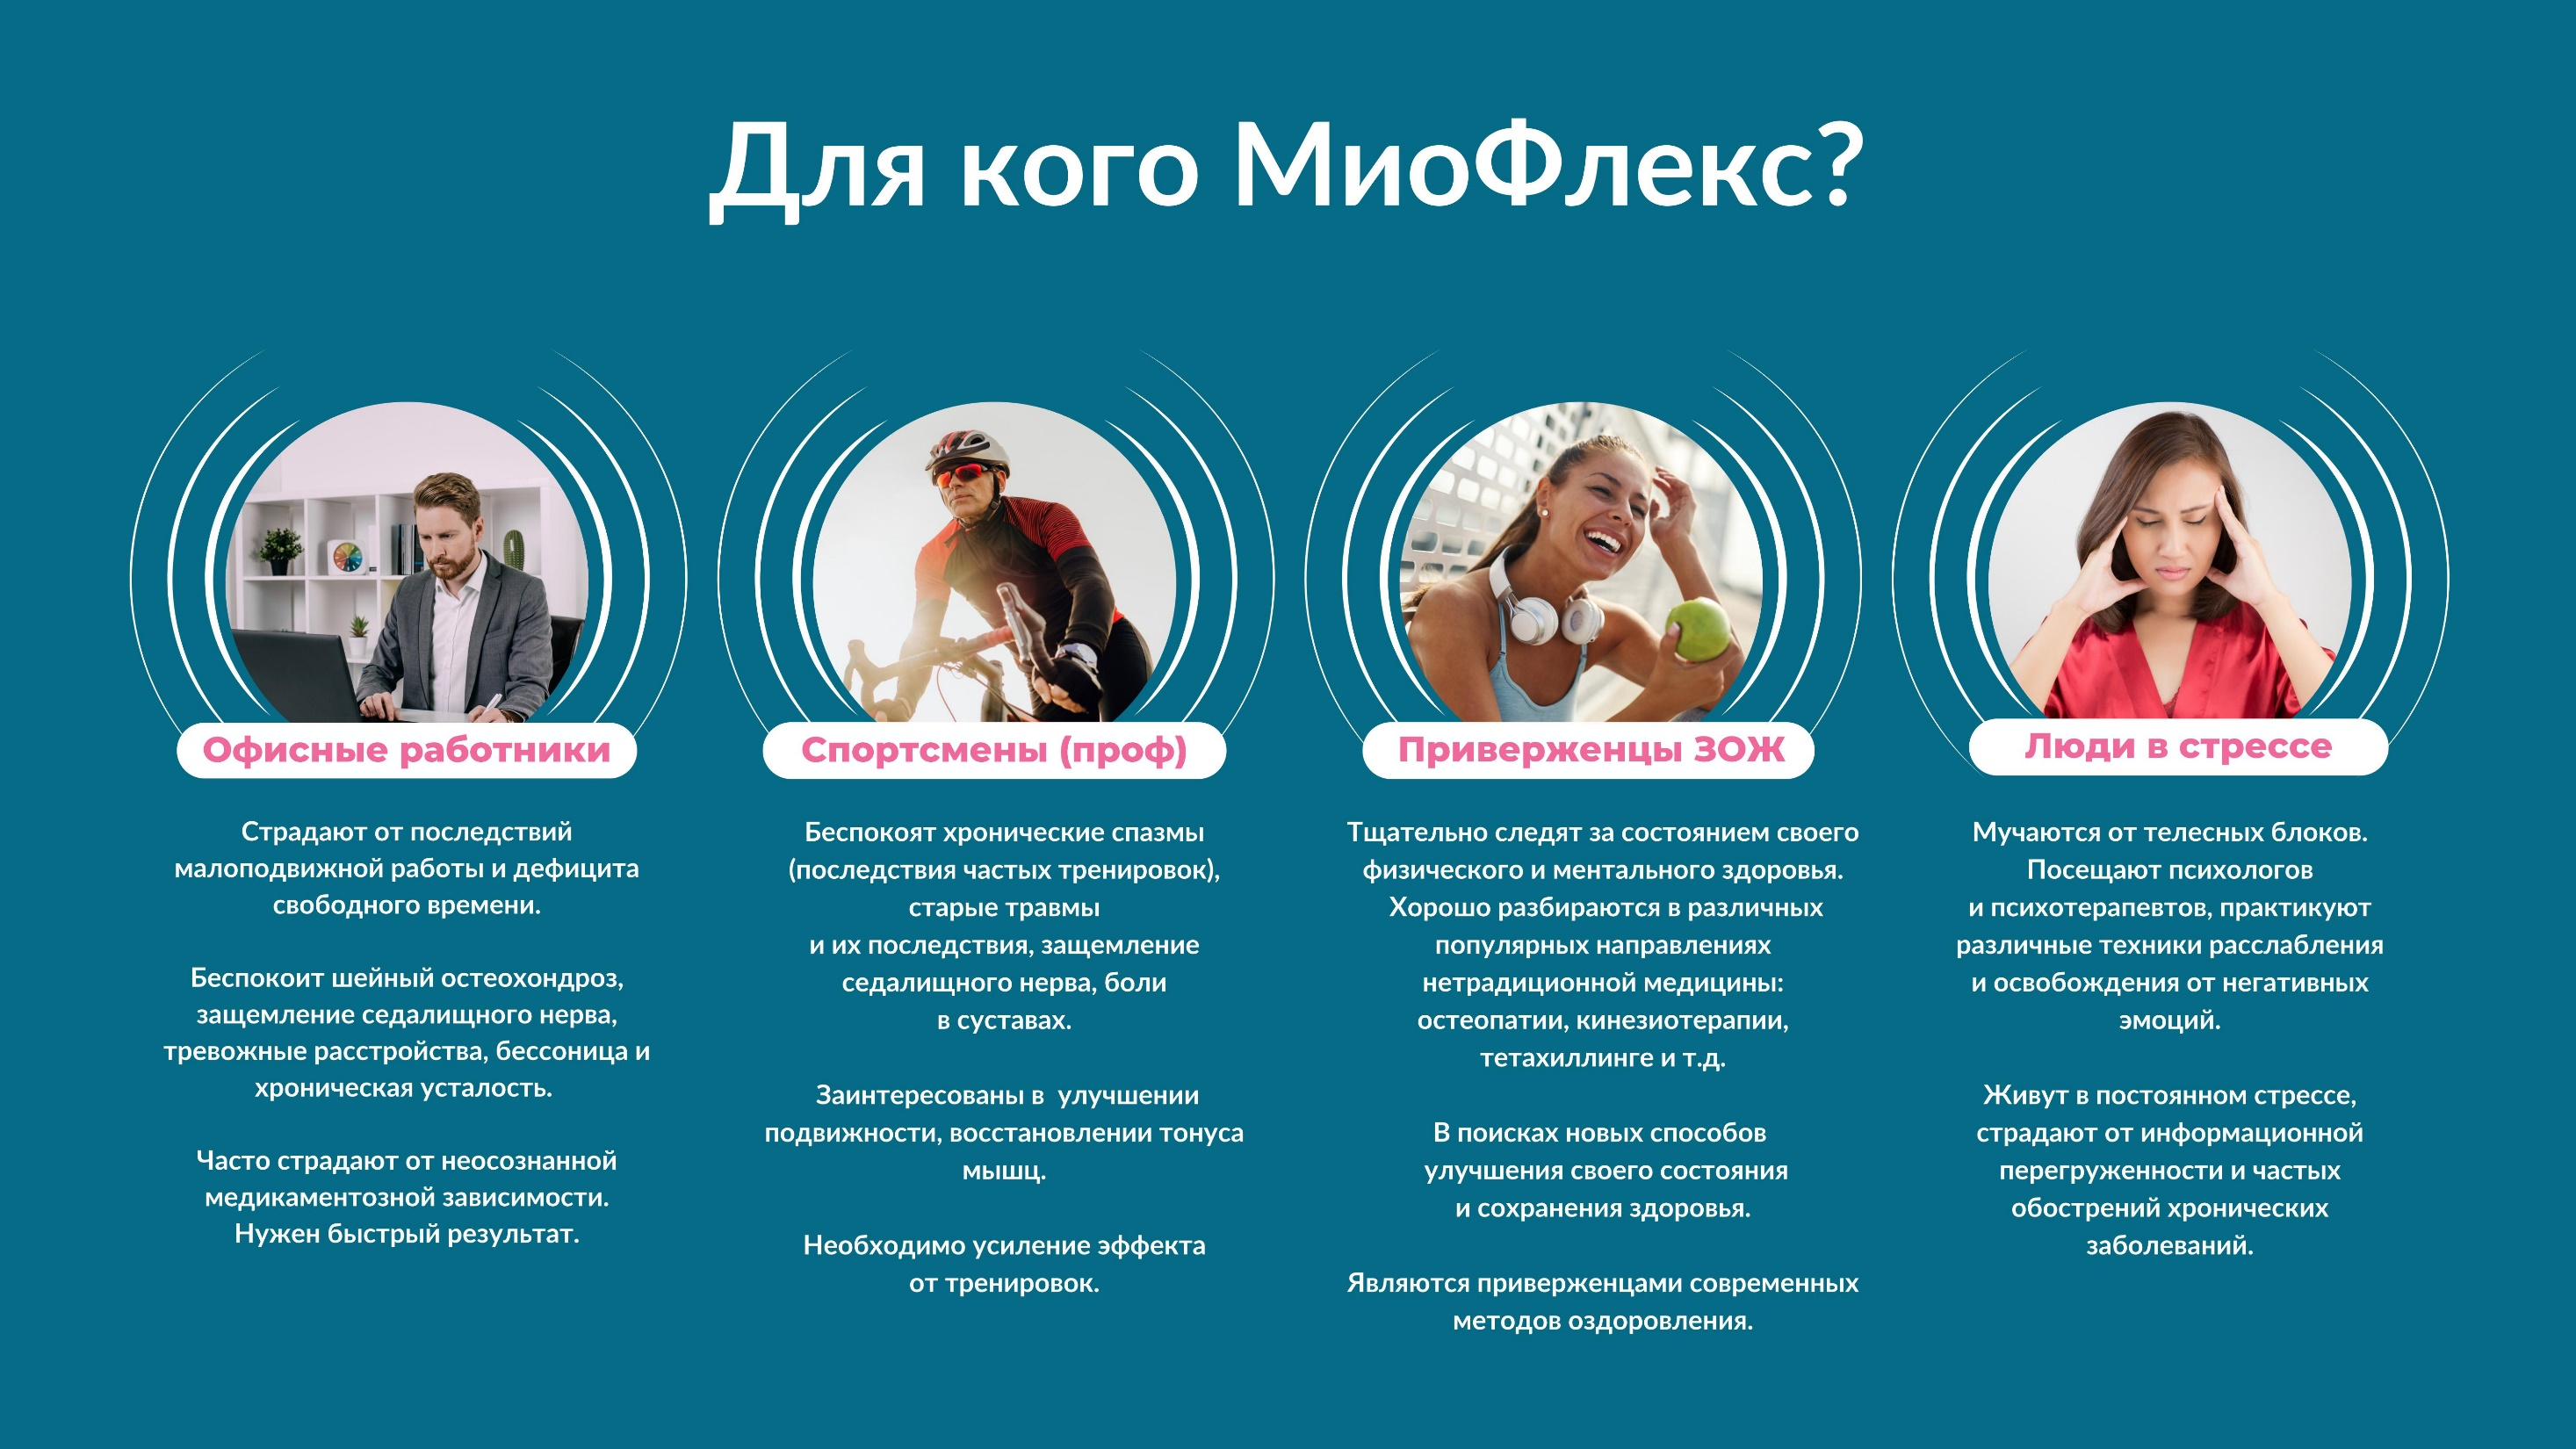 Для кого МиоФлекс?
Офисные работники
Страдают от последствий
малоподвижной работы и дефицита
свободного времени.
Беспокоит шейный остеохондроз,
защемление седалищного нерва,
тревожные расстройства, бессоница и
хроническая усталость.
Часто страдают от неосознанной
медикаментозной зависимости.
Нужен быстрый результат.
Спортсмены (проф)
Беспокоят хронические спазмы
(последствия частых тренировок),
старые травмы
и их последствия, защемление
седалищного нерва, боли
в суставах.
Заинтересованы в  улучшении
подвижности, восстановлении тонуса
мышц.
Необходимо усиление эффекта
от тренировок.
Приверженцы ЗОЖ
Тщательно следят за состоянием своего
физического и ментального здоровья.
Хорошо разбираются в различных
популярных направлениях
нетрадиционной медицины:
остеопатии, кинезиотерапии,
тетахиллинге и т.д.
В поисках новых способов
улучшения своего состояния
и сохранения здоровья.
Являются приверженцами современных
методов оздоровления.
Люди в стрессе
Мучаются от телесных блоков.
Посещают психологов
и психотерапевтов, практикуют
различные техники расслабления
и освобождения от негативных
эмоций.
Живут в постоянном стрессе,
страдают от информационной
перегруженности и частых
обострений хронических
заболеваний.